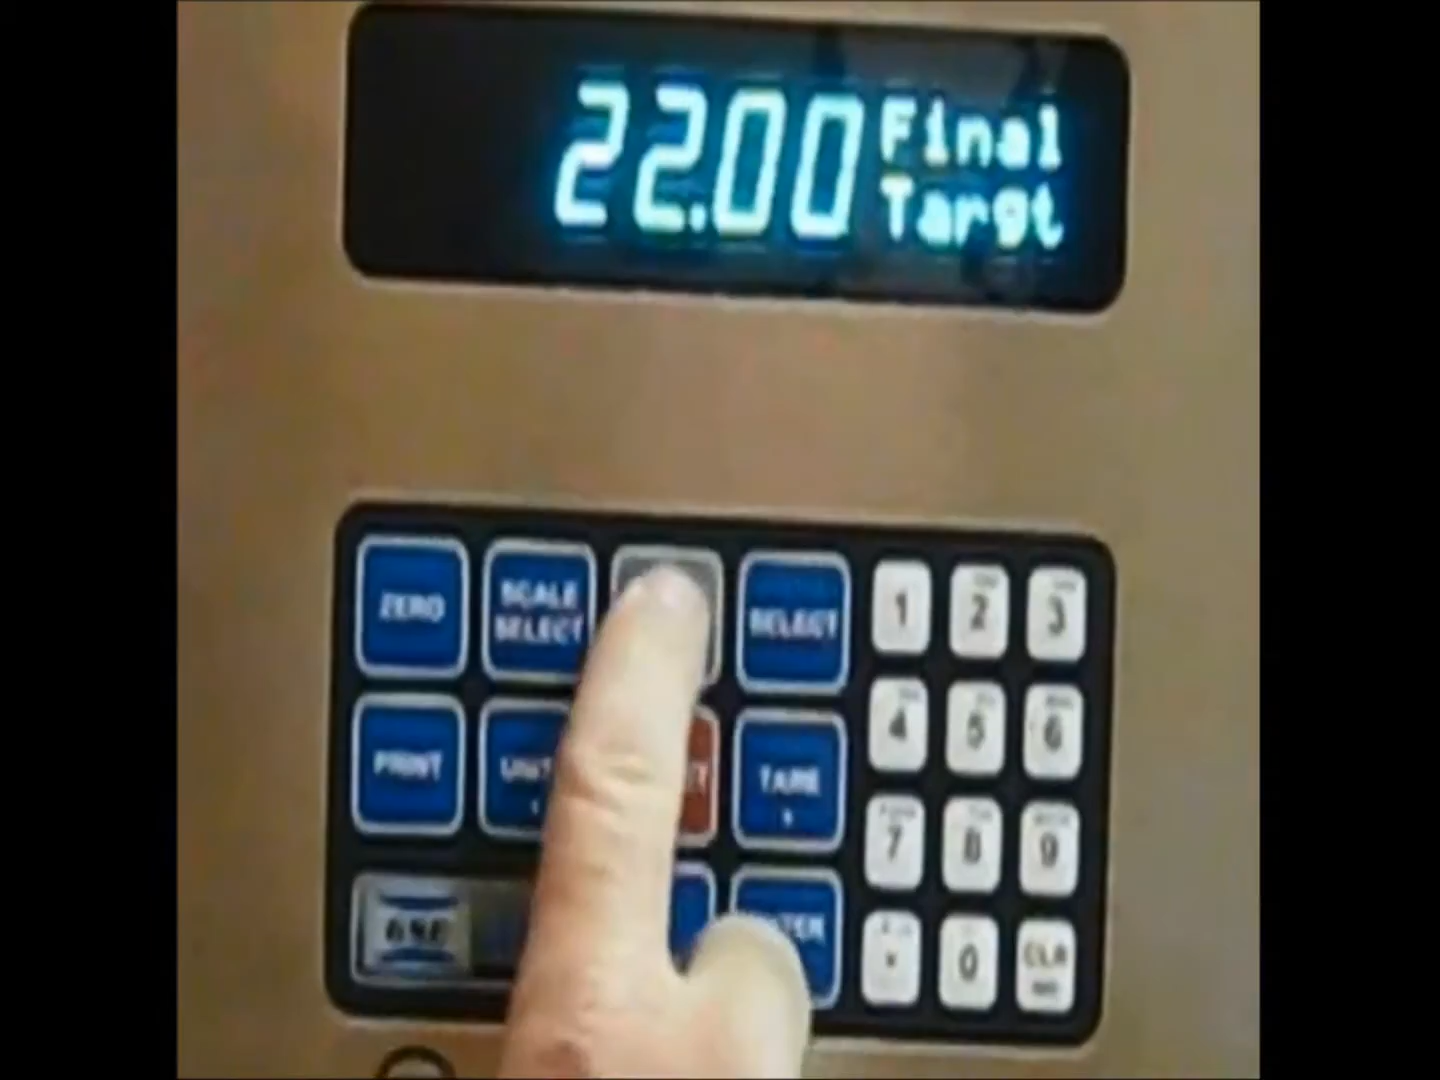 22.00 Final
Targt
ZERO
SCALE
SELECT
SELECT
1 2 3
PRINT
TARE
4 5 6
7 8 9
0
CLR